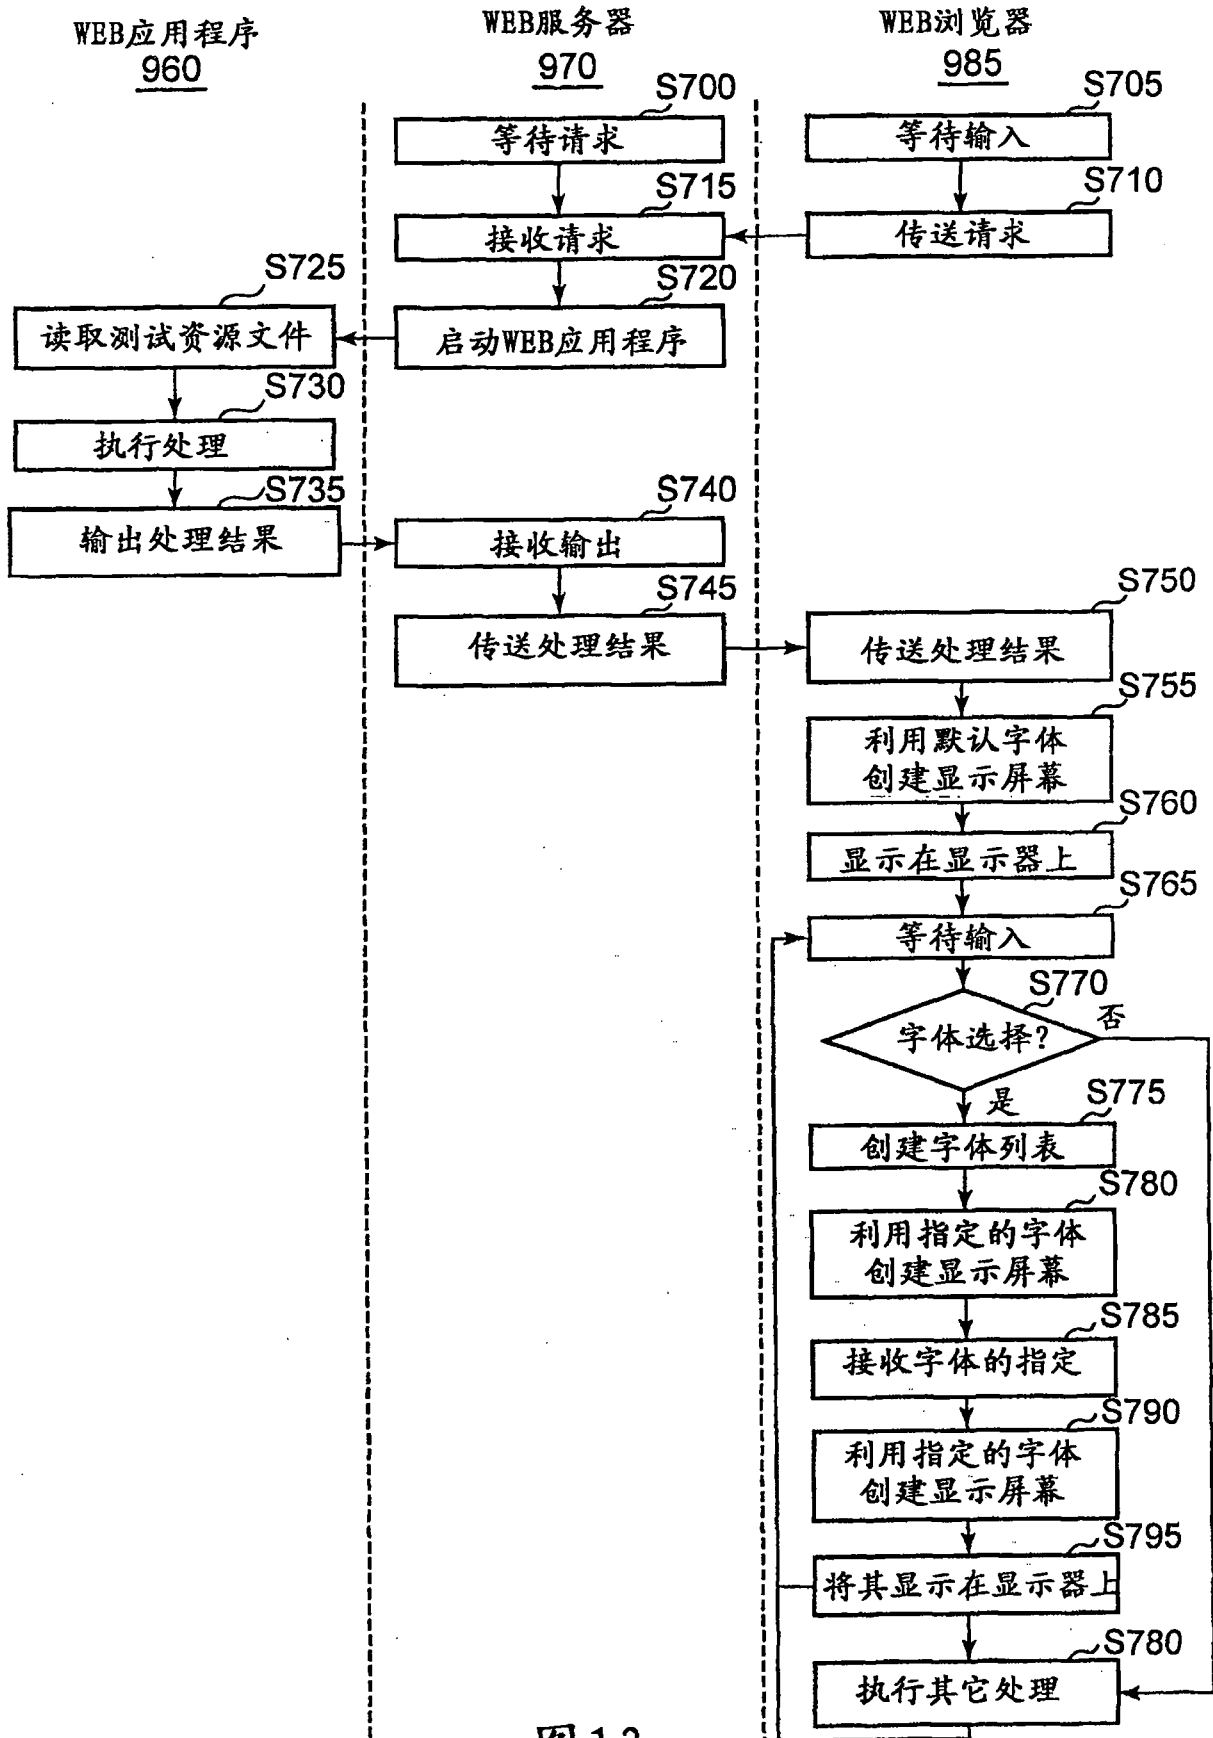 WEB应用程序
960
WEB服务器
970
WEB浏览器
985
S700
等待请求
S705
等待输入
S715
接收请求
S710
传送请求
S725
读取测试资源文件
S720
启动WEB应用程序
S730
执行处理
S735
输出处理结果
S740
接收输出
S745
传送处理结果
S750
传送处理结果
S755
利用默认字体
创建显示屏幕
S760
显示在显示器上
S765
等待输入
S770
字体选择?
否
是
S775
创建字体列表
S780
利用指定的字体
创建显示屏幕
S785
接收字体的指定
S790
利用指定的字体
创建显示屏幕
S795
将其显示在显示器上
S780
执行其它处理